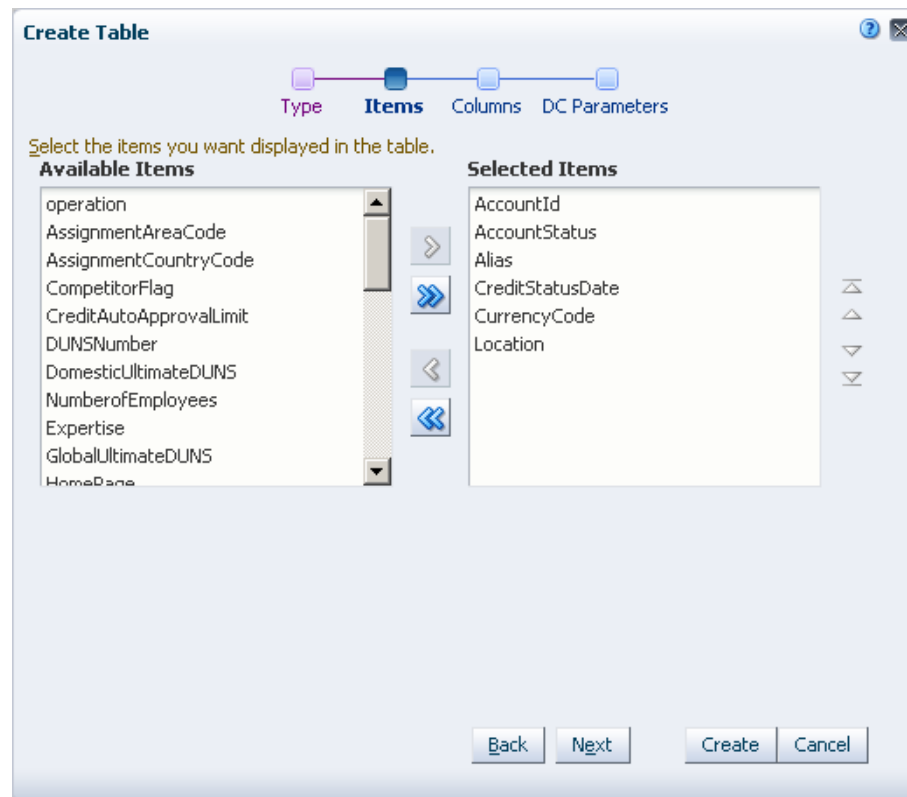 Create Table
Type Items Columns DC Parameters
Select the items you want displayed in the table.
Available Items
operation
AssignmentAreaCode
AssignmentCountryCode
CompetitorFlag
CreditAutoApprovalLimit
DUNSNumber
DomesticUltimateDUNS
NumberofEmployees
Expertise
GlobalUltimateDUNS
HomePage
Selected Items
AccountId
AccountStatus
Alias
CreditStatusDate
CurrencyCode
Location
Back Next Create Cancel